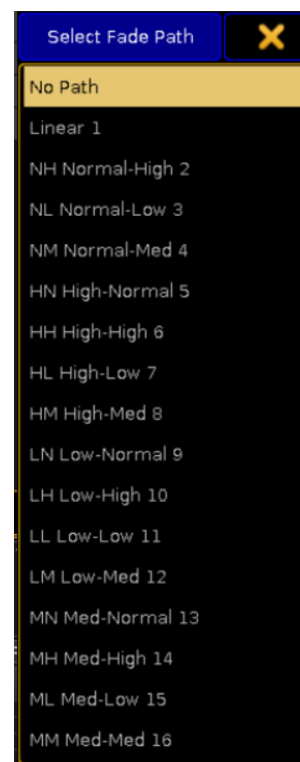 Select Fade Path
No Path
Linear 1
NH Normal-High 2
NL Normal-Low 3
NM Normal-Med 4
HN High-Normal 5
HH High-High 6
HL High-Low 7
HM High-Med 8
LN Low-Normal 9
LH Low-High 10
LL Low-Low 11
LM Low-Med 12
MN Med-Normal 13
MH Med-High 14
ML Med-Low 15
MM Med-Med 16